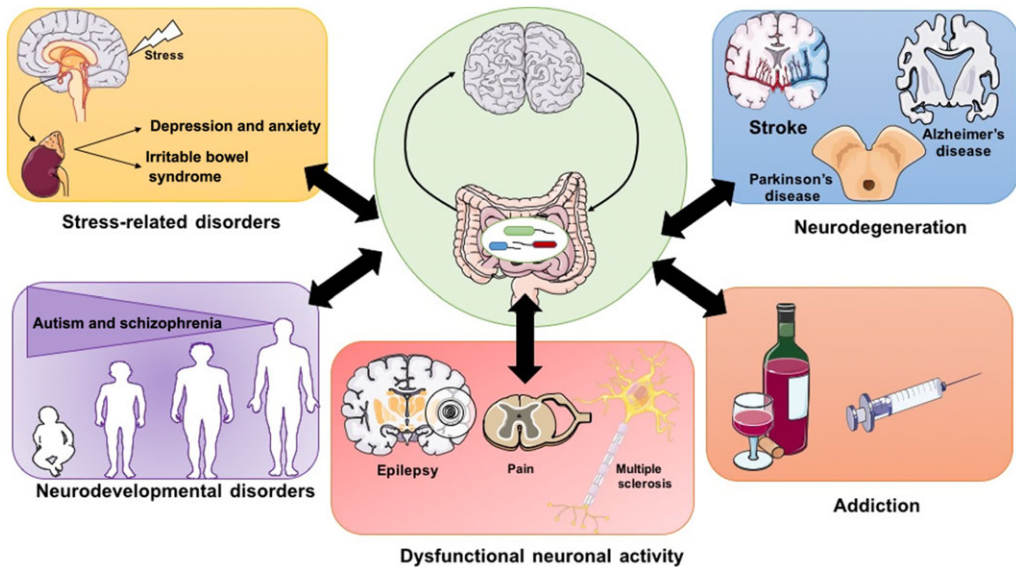 Stress
Depression and anxiety
Irritable bowel
syndrome
Stress-related disorders
Stroke
Alzheimer's
disease
Parkinson's
disease
Neurodegeneration
Autism and schizophrenia
Neurodevelopmental disorders
Epilepsy
Pain
Multiple
sclerosis
Dysfunctional neuronal activity
Addiction